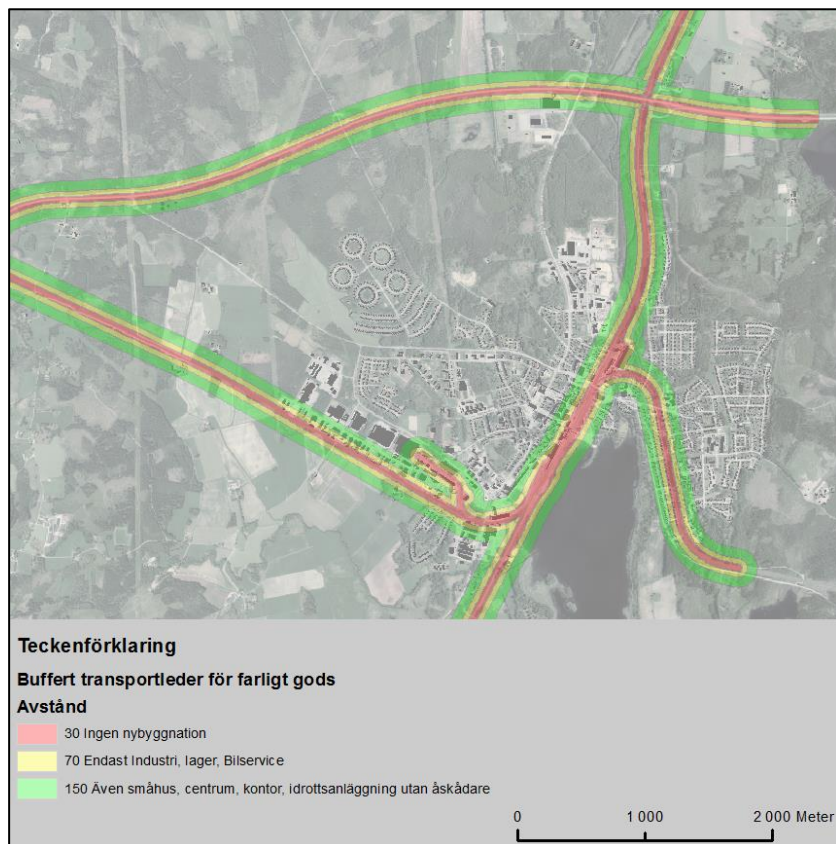 Teckenförklaring
Buffert transportleder för farligt gods
Avstånd
30 Ingen nybyggnation
70 Endast Industri, lager, Bilservice
150 Även småhus, centrum, kontor, idrottsanläggning utan åskådare
0 1 000 2 000 Meter